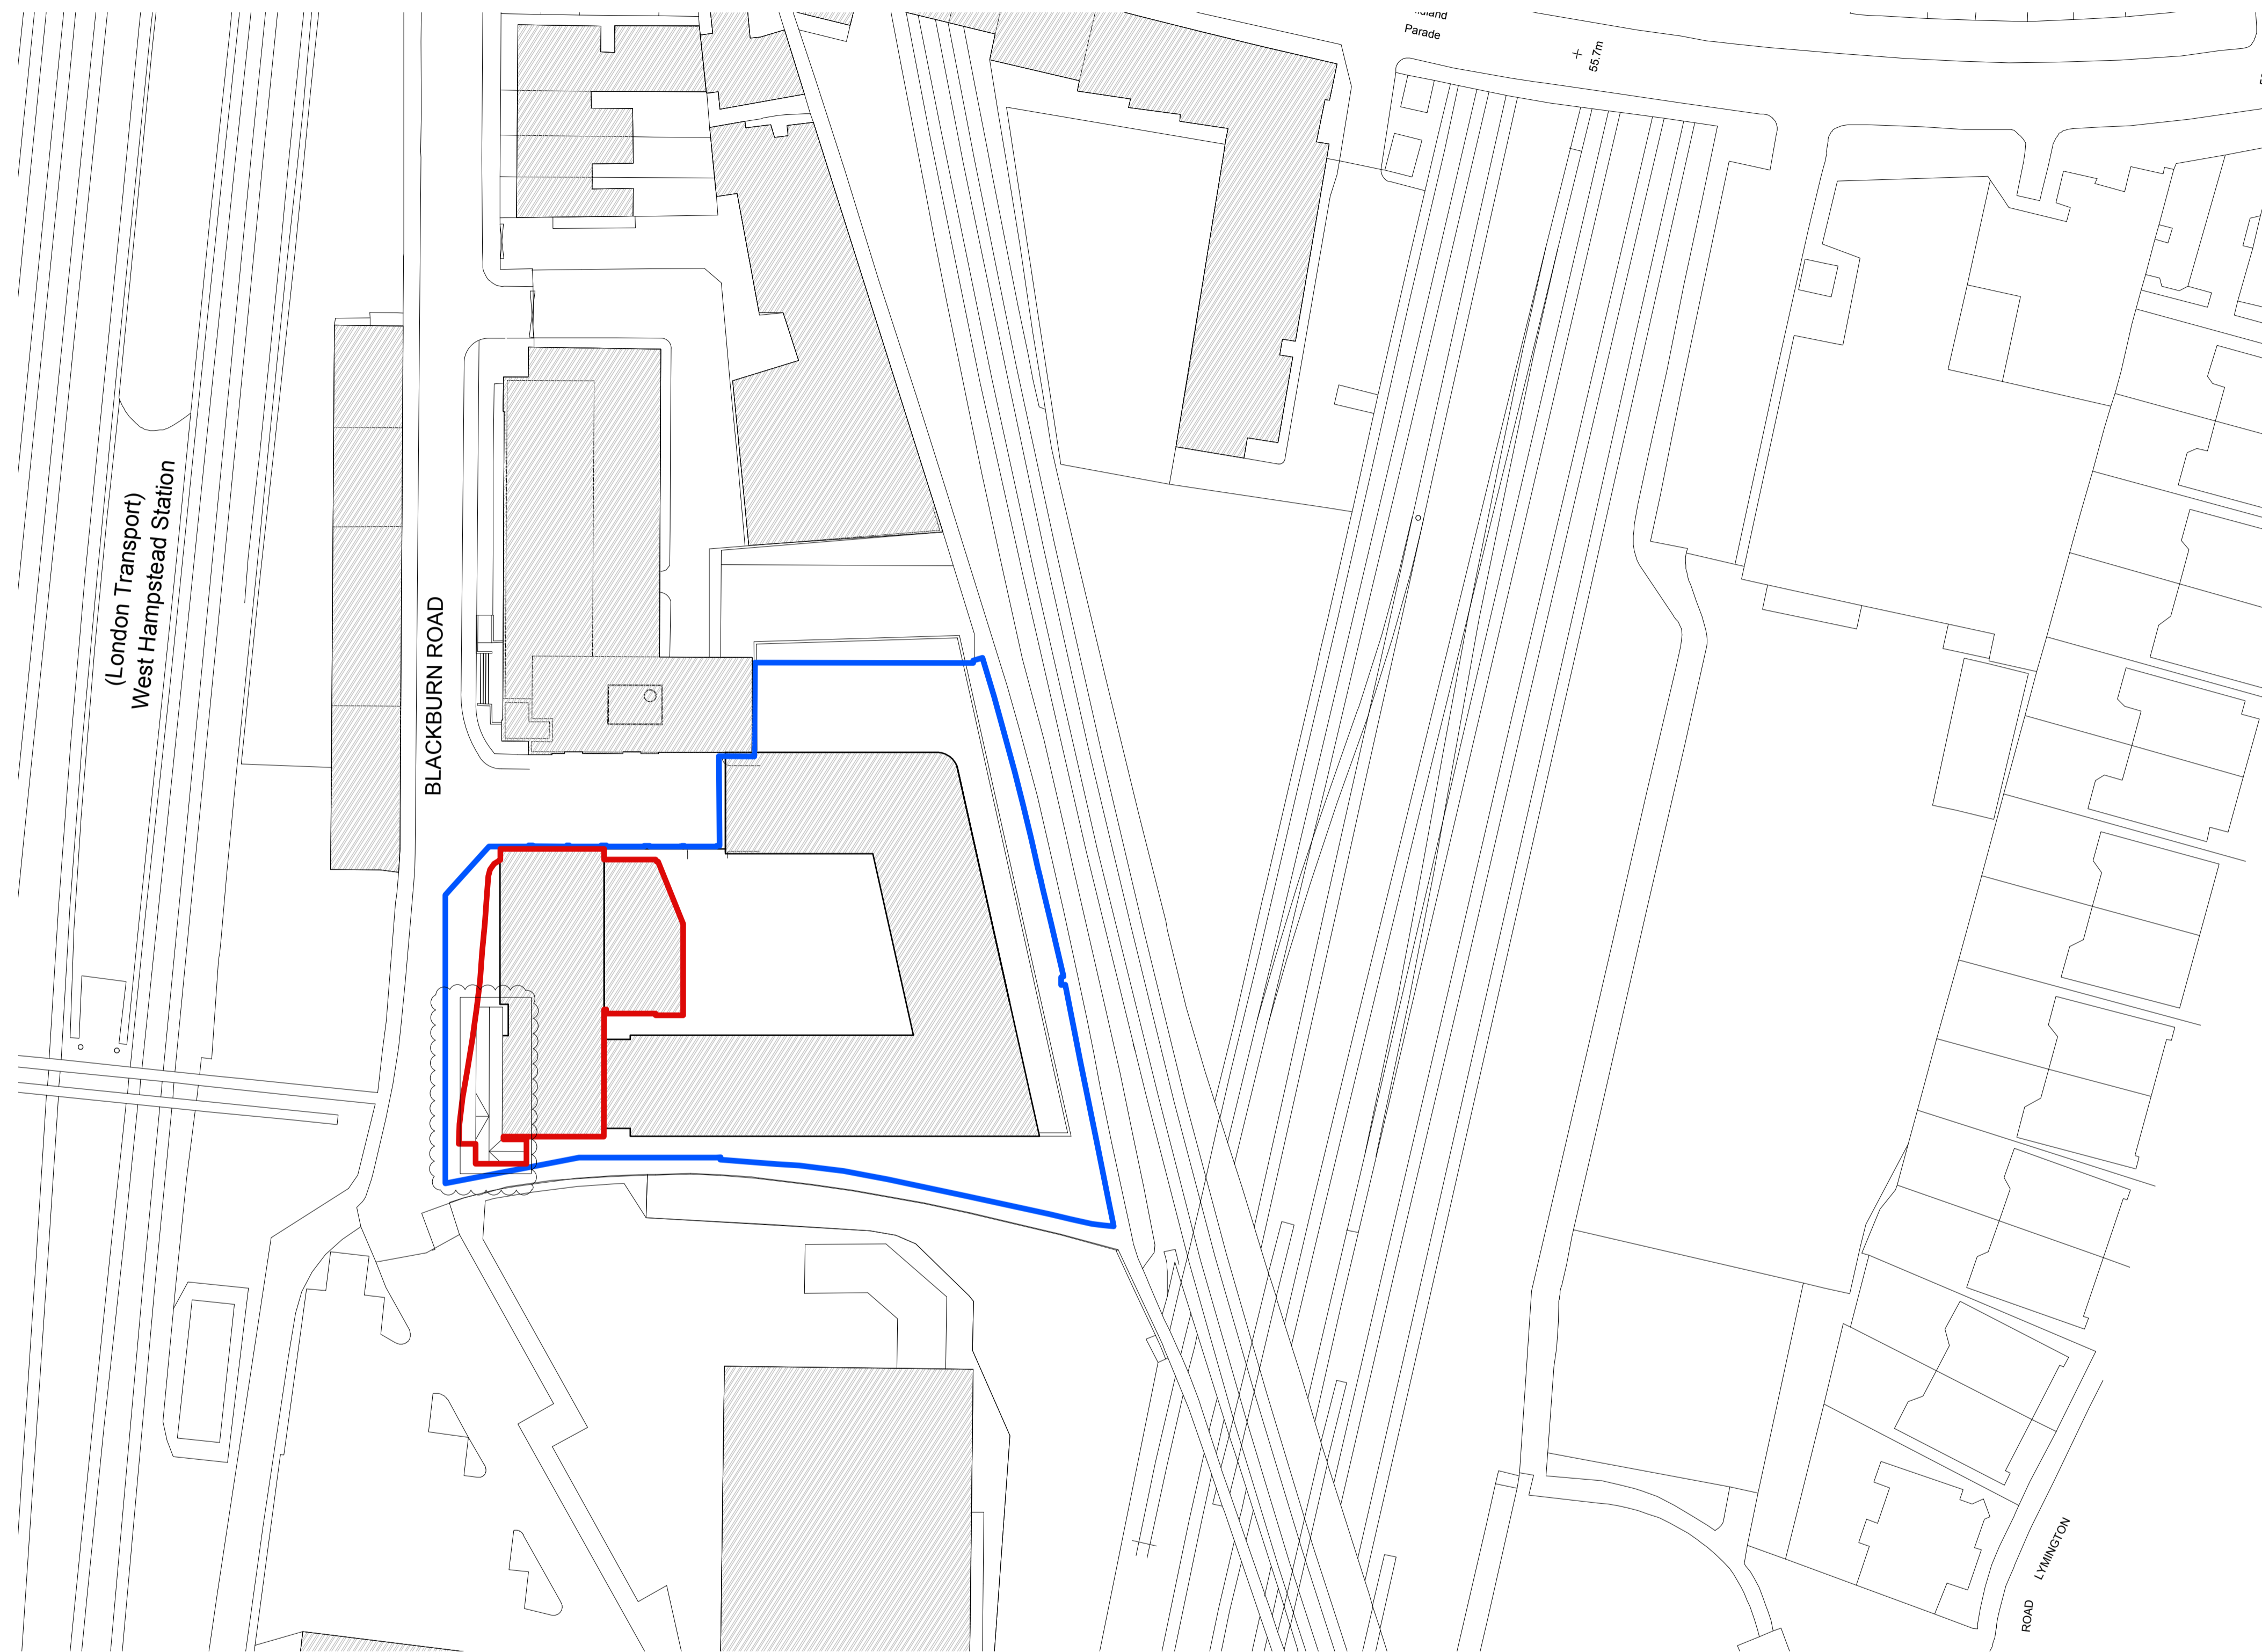 Parade
55.7m
(London Transport)
West Hampstead Station
BLACKBURN ROAD
LYMINGTON
ROAD